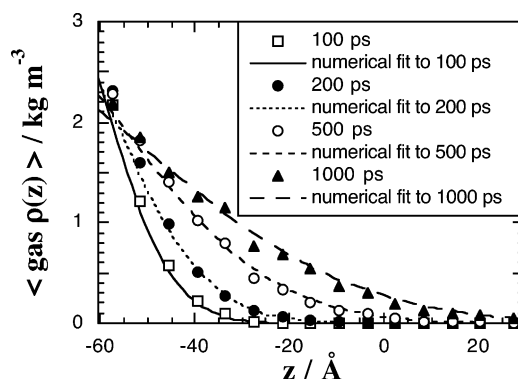 3
2
1
0
< gas ρ(z) > / kg m⁻³
100 ps
numerical fit to 100 ps
200 ps
numerical fit to 200 ps
500 ps
numerical fit to 500 ps
1000 ps
numerical fit to 1000 ps
-60 -40 -20 0 20
z / Å